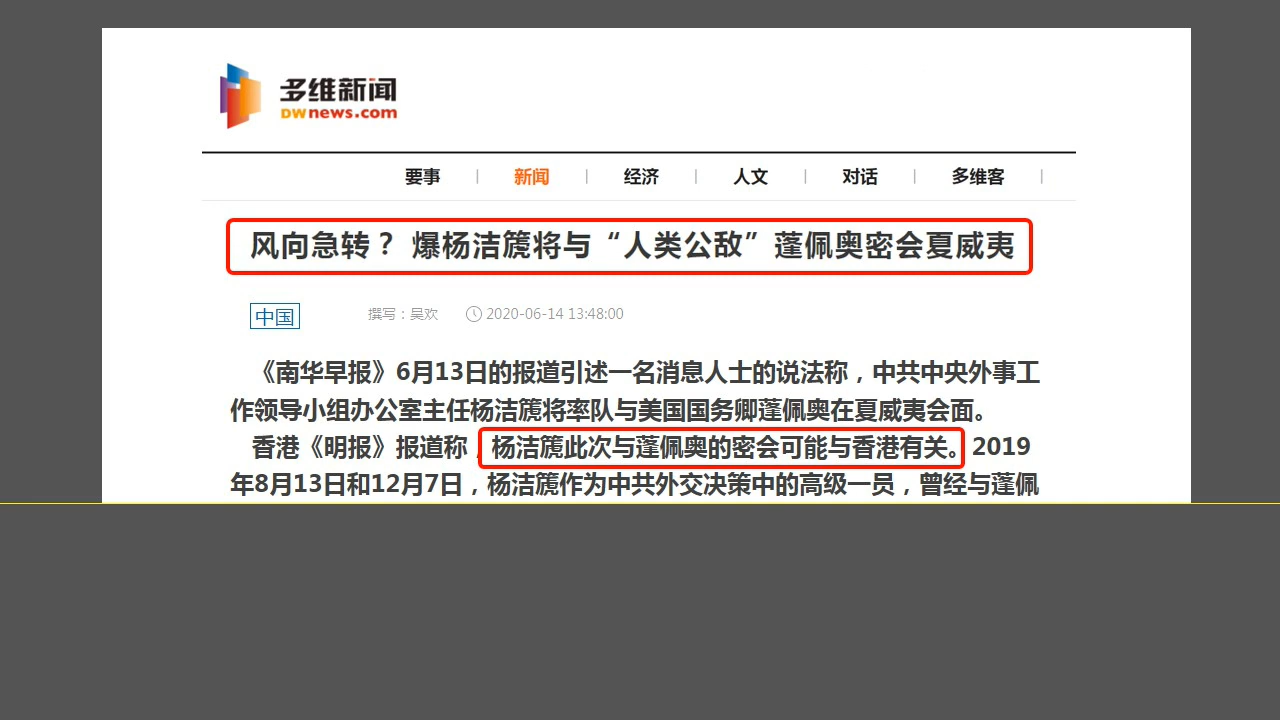 多维新闻
DWnews.com
要事 | 新闻 | 经济 | 人文 | 对话 | 多维客 |
风向急转？ 爆杨洁篪将与“人类公敌”蓬佩奥密会夏威夷
中国 撰写：吴欢 2020-06-14 13:48:00
《南华早报》6月13日的报道引述一名消息人士的说法称，中共中央外事工
作领导小组办公室主任杨洁篪将率队与美国国务卿蓬佩奥在夏威夷会面。
香港《明报》报道称，杨洁篪此次与蓬佩奥的密会可能与香港有关。2019
年8月13日和12月7日，杨洁篪作为中共外交决策中的高级一员，曾经与蓬佩